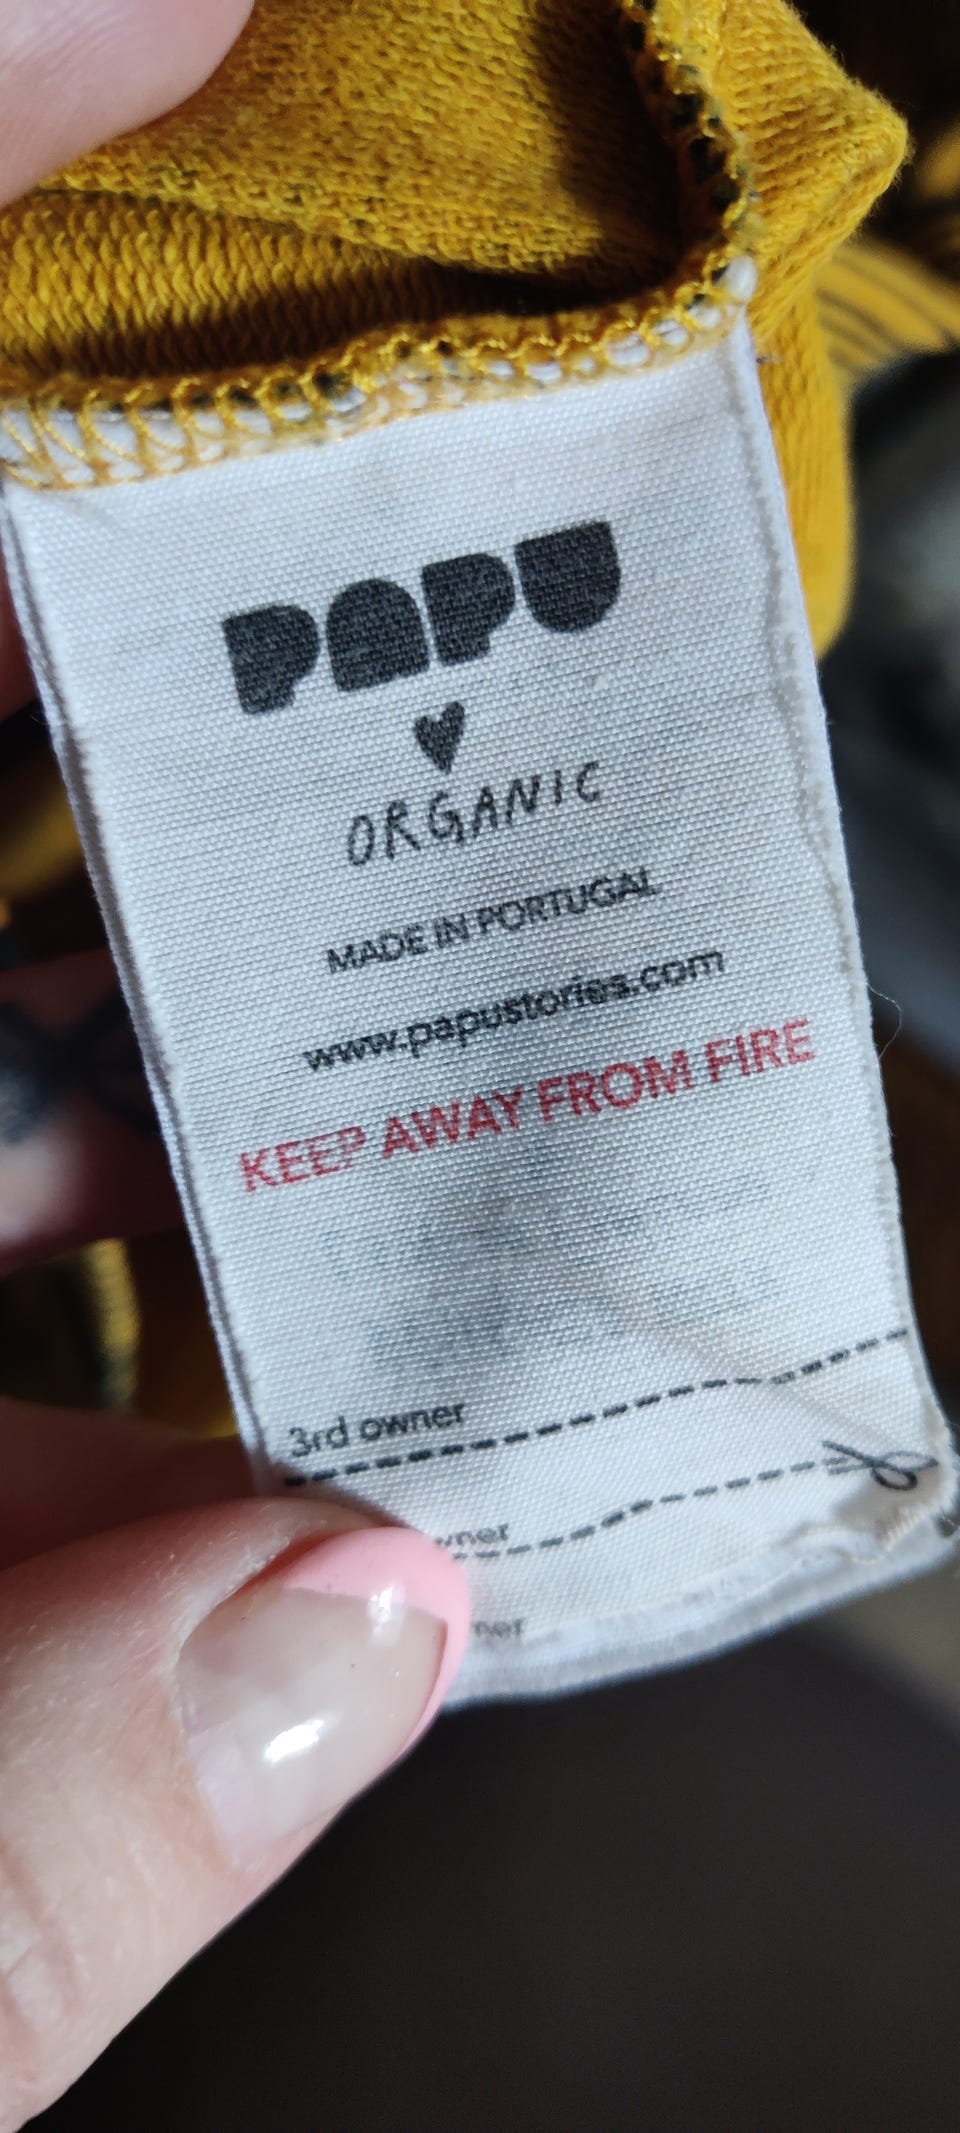 PAPU
ORGANIC
MADE IN PORTUGAL
www.papustories.com
KEEP AWAY FROM FIRE
3rd owner